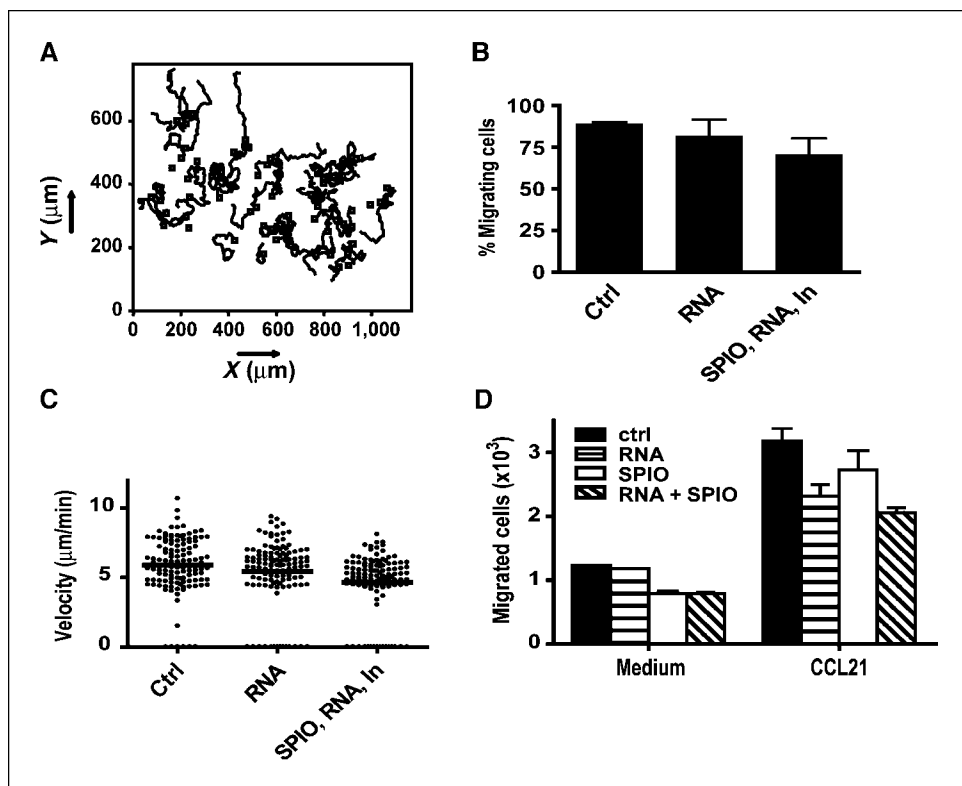 A
600
400
200
0
Y (μm)
0 200 400 600 800 1,000
X (μm)
B
100
75
50
25
0
% Migrating cells
Ctrl
RNA
SPIO, RNA, In
C
10
5
0
Velocity (μm/min)
Ctrl
RNA
SPIO, RNA, In
D
3
2
1
0
Migrated cells (x10³)
ctrl
RNA
SPIO
RNA + SPIO
Medium CCL21